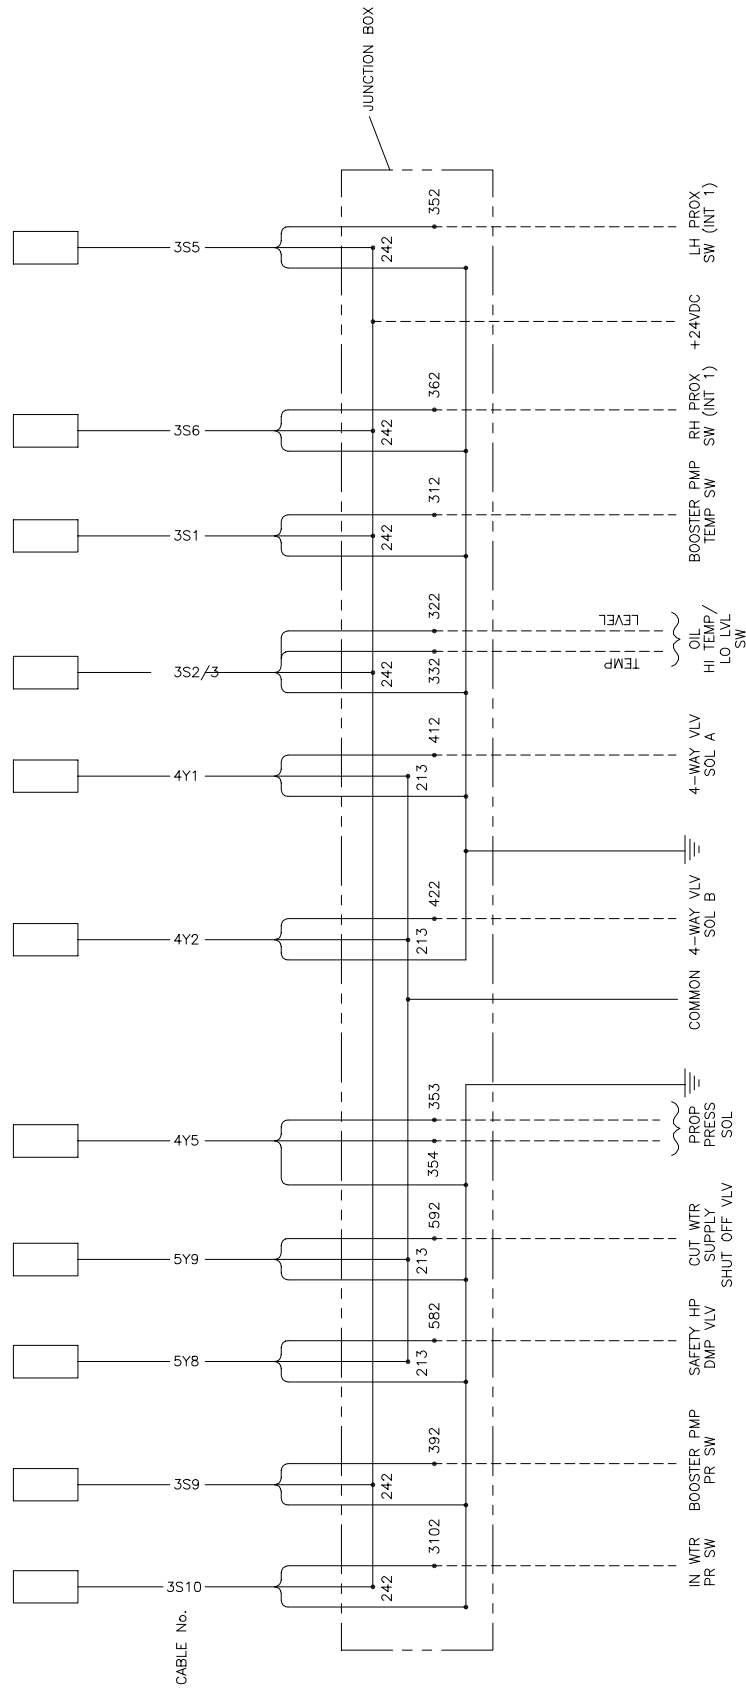 JUNCTION BOX
352
3S5
242
LH PROX
SW (INT 1)
+24VDC
362
3S6
242
RH PROX
SW (INT 1)
312
3S1
242
BOOSTER PMP
TEMP SW
322
LEVEL
3S2/3
242
332
TEMP
OIL
HI TEMP/
LO LVL
SW
412
4Y1
213
4-WAY VLV
SOL A
422
4Y2
213
4-WAY VLV
SOL B
COMMON
353
4Y5
354
PROP
PRESS
SOL
592
5Y9
213
CUT WTR
SUPPLY
SHUT OFF VLV
582
5Y8
213
SAFETY HP
DMP VLV
392
3S9
242
BOOSTER PMP
PR SW
3102
3S10
242
IN WTR
PR SW
CABLE No.